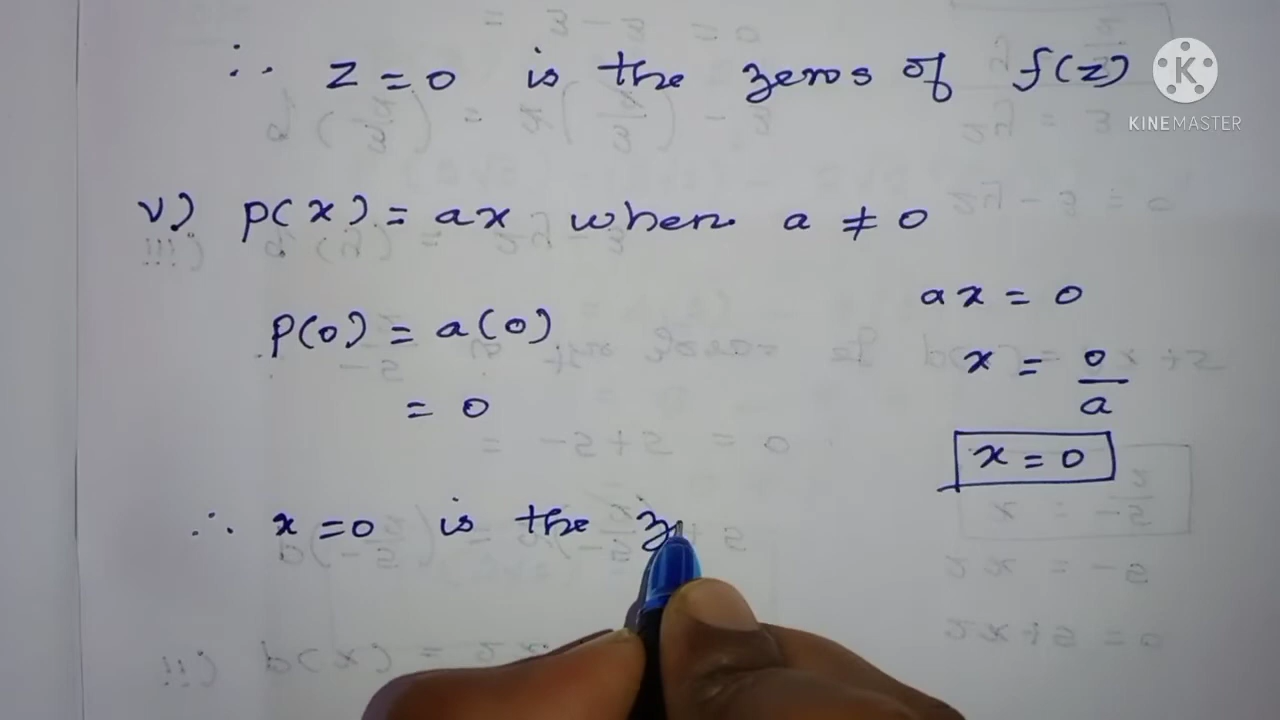 ∴ z = 0 is the zeros of f(z)
K
KINEMASTER
v) p(x) = ax when a ≠ 0
p(0) = a(0)
= 0
ax = 0
x = 0/a
x = 0
∴ x = 0 is the z